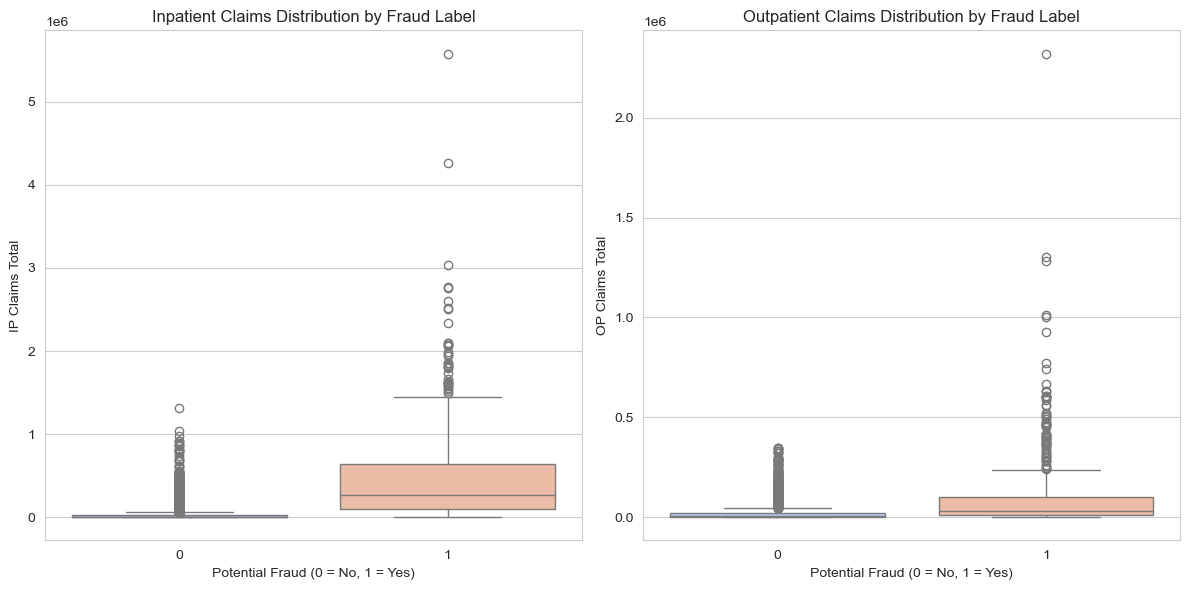 Inpatient Claims Distribution by Fraud Label
1e6
5
4
3
2
1
0
IP Claims Total
0
1
Potential Fraud (0 = No, 1 = Yes)
Outpatient Claims Distribution by Fraud Label
1e6
2.0
1.5
1.0
0.5
0.0
OP Claims Total
0
1
Potential Fraud (0 = No, 1 = Yes)